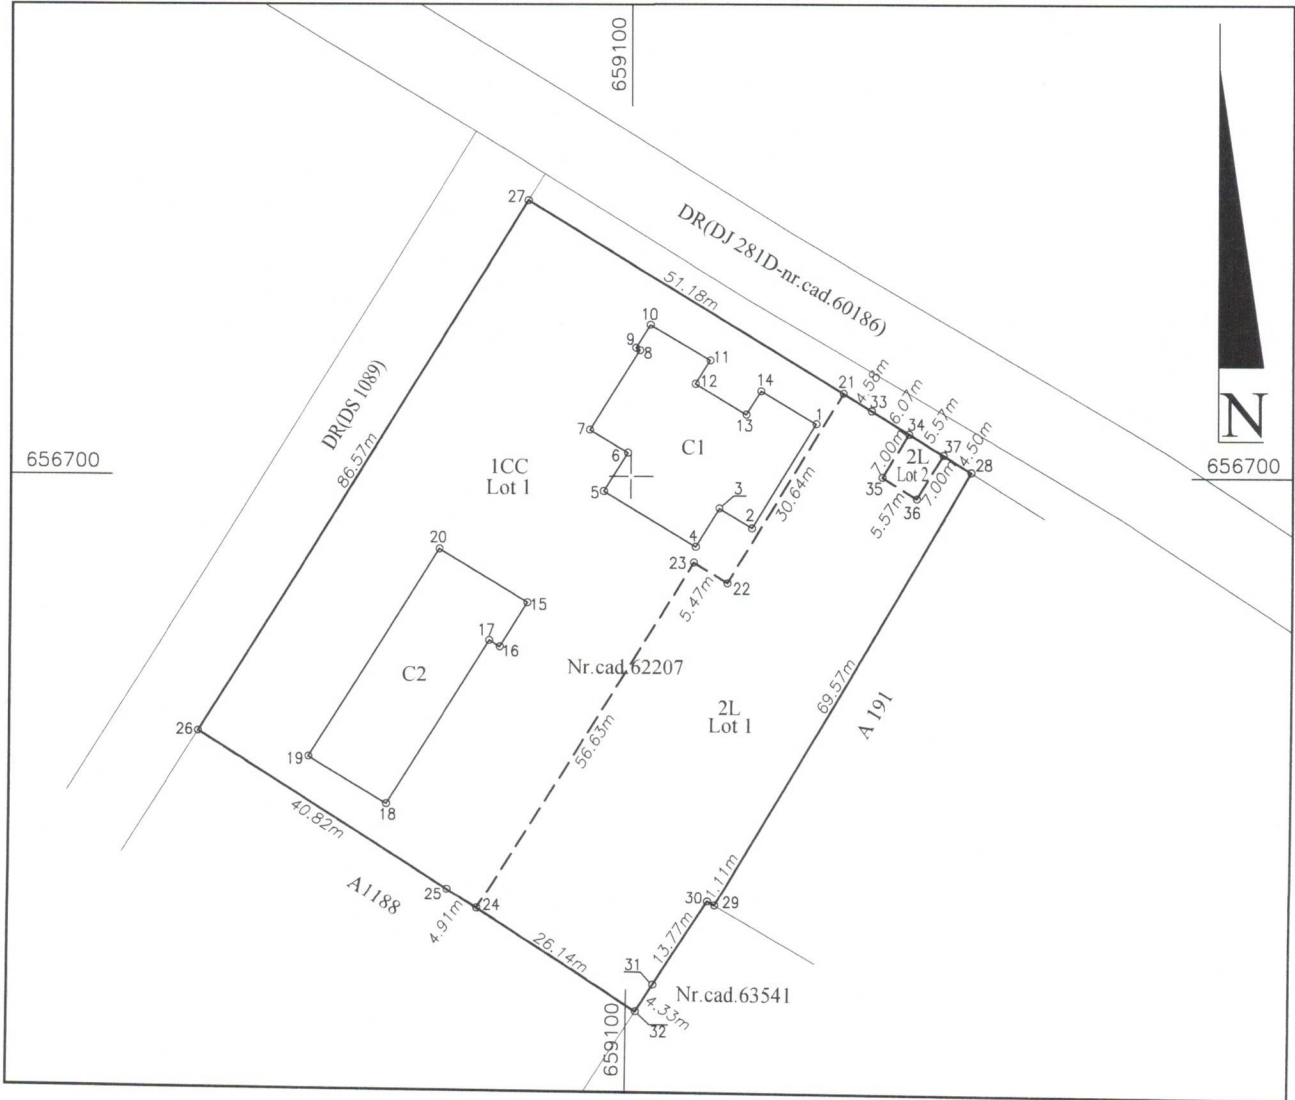 659100
27
DR(DJ 281D-nr.cad.60186)
51.18m
10
9
8
11
12
14
13
21
1
4.58m
33
6.07m
34
5.57m
37
4.50m
28
N
DR(DS 1089)
86.57m
7
6
C1
5
3
2
4
30.64m
7.00m
2L
Lot 2
35
36
5.57m
7.00m
656700
656700
1CC
Lot 1
23
22
5.47m
20
15
17
16
C2
Nr.cad.62207
2L
Lot 1
69.57m
A 191
56.63m
26
19
18
40.82m
A1188
25
24
4.91m
26.14m
30
29
1.11m
13.77m
31
Nr.cad.63541
4.33m
32
659100